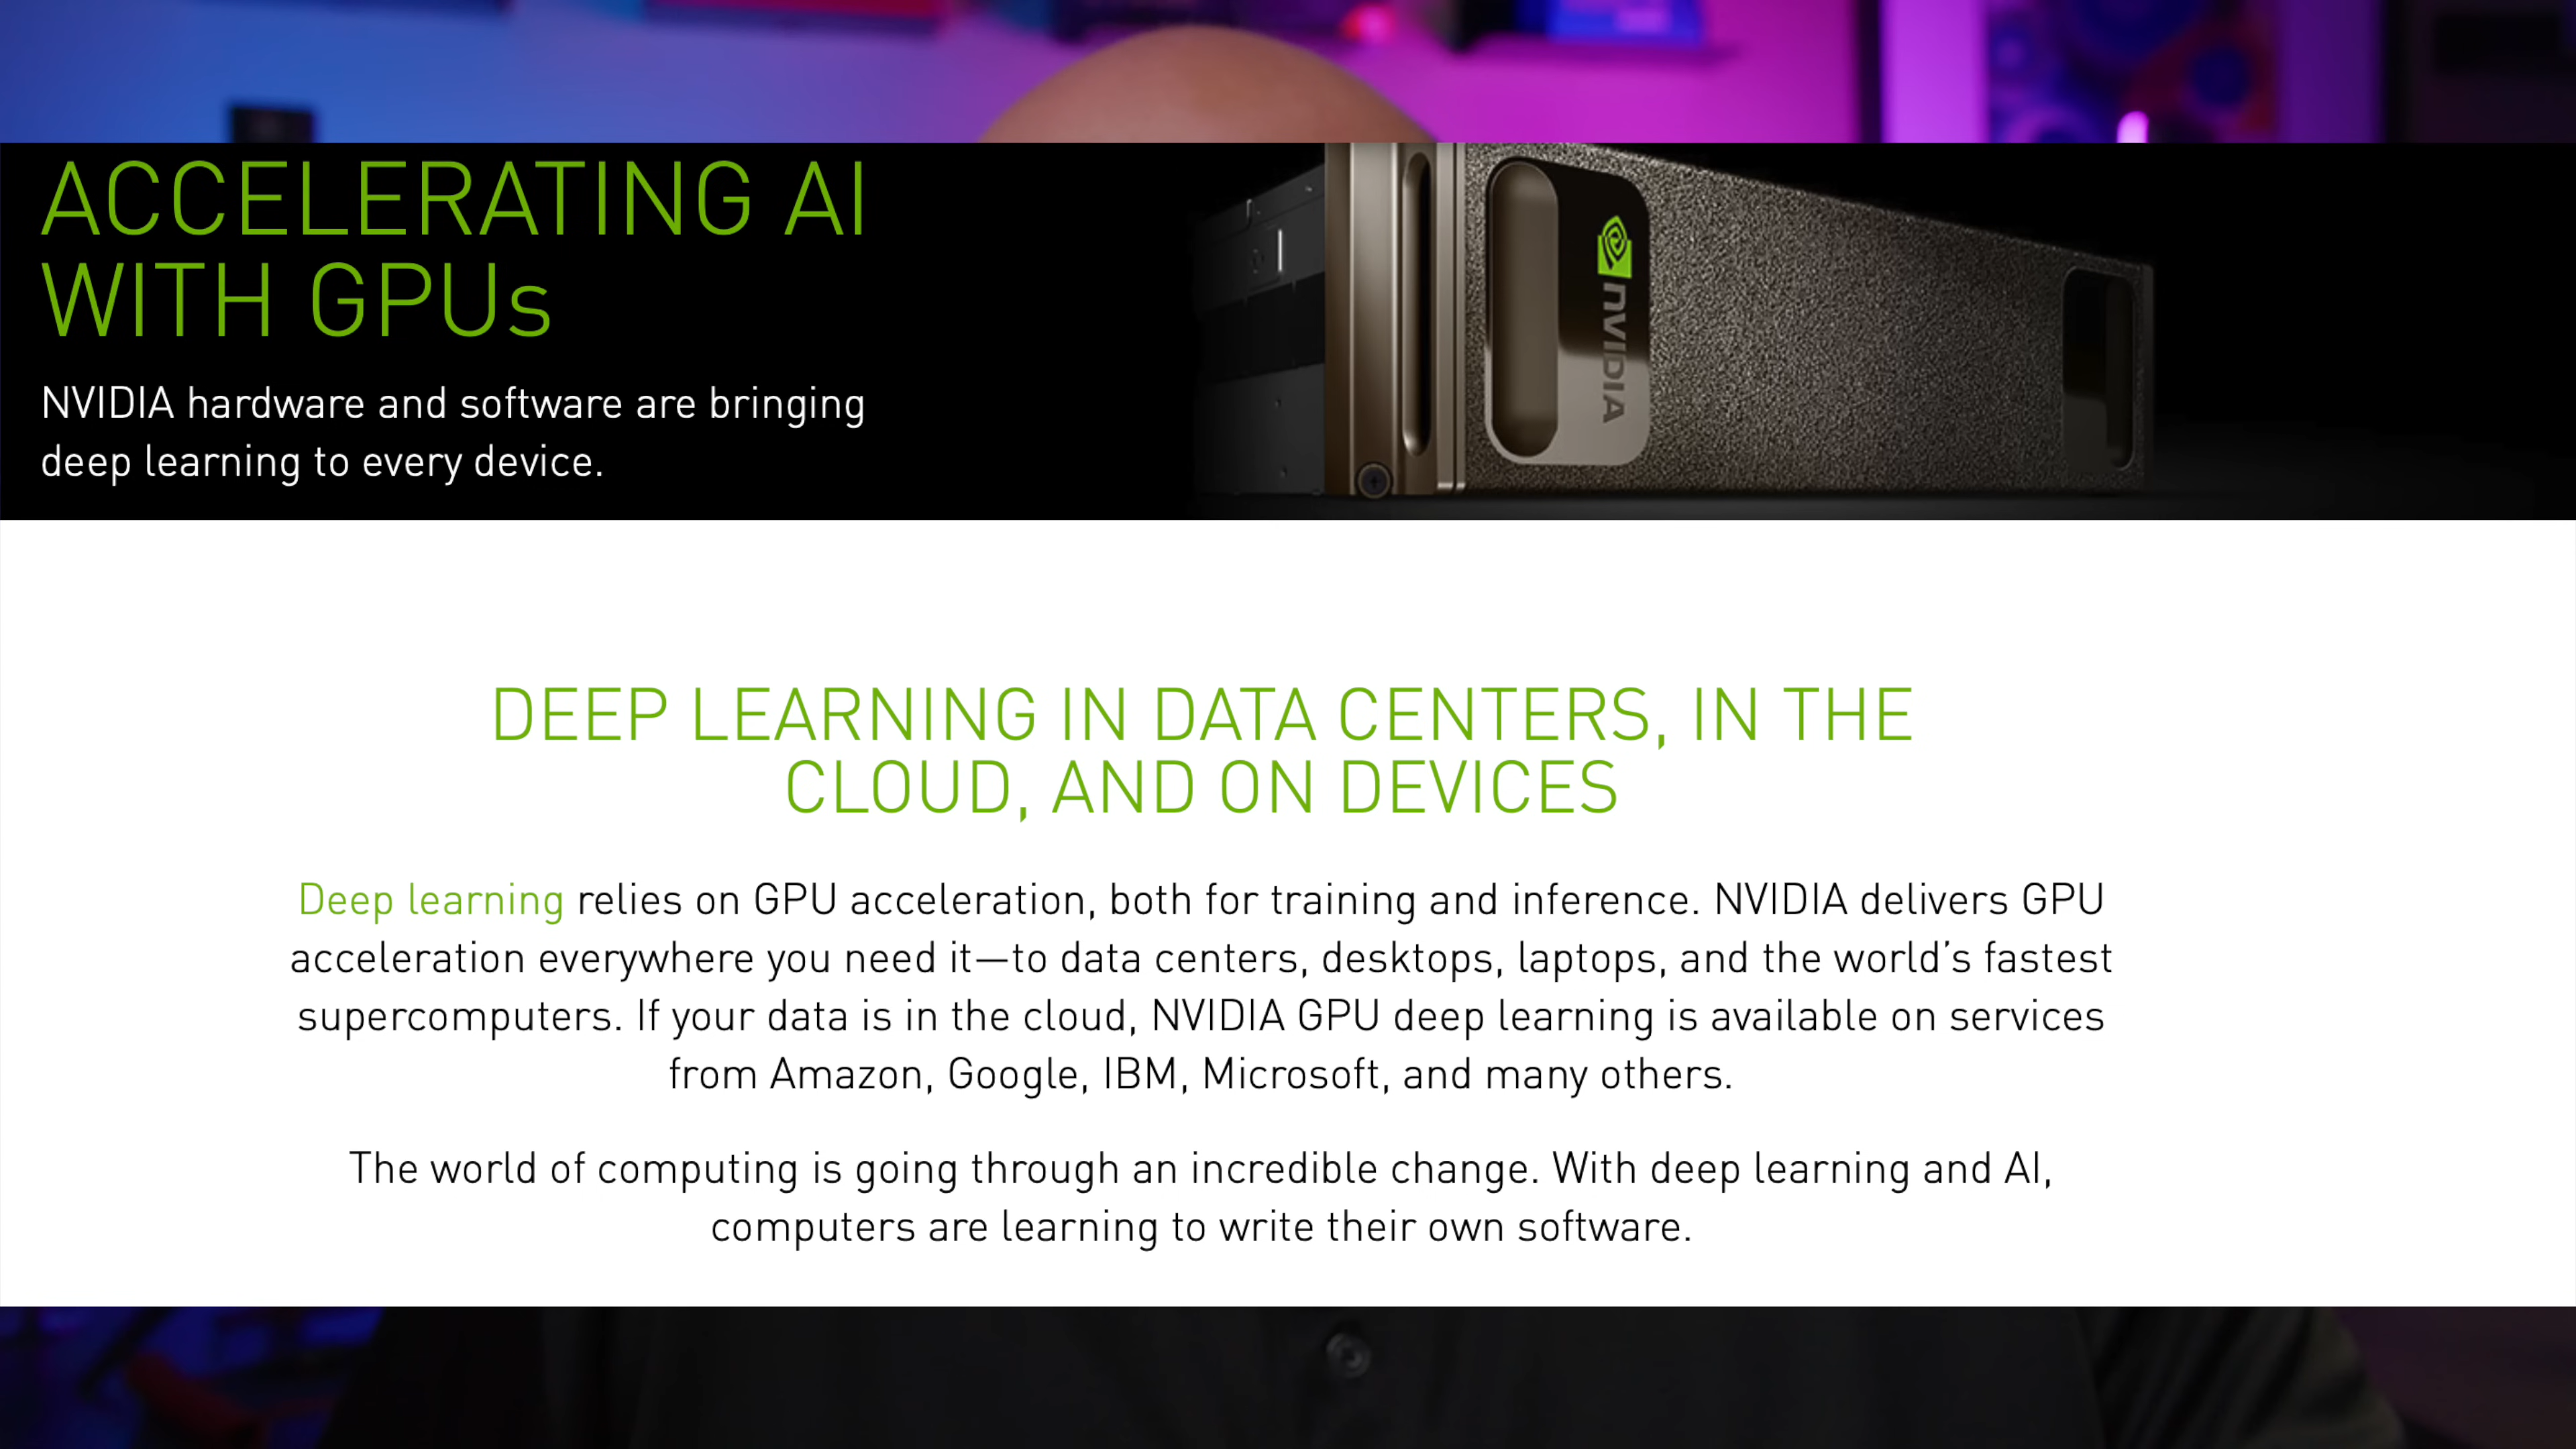 ACCELERATING AI
WITH GPUs
NVIDIA hardware and software are bringing
deep learning to every device.
NVIDIA
DEEP LEARNING IN DATA CENTERS, IN THE
CLOUD, AND ON DEVICES
Deep learning relies on GPU acceleration, both for training and inference. NVIDIA delivers GPU
acceleration everywhere you need it—to data centers, desktops, laptops, and the world’s fastest
supercomputers. If your data is in the cloud, NVIDIA GPU deep learning is available on services
from Amazon, Google, IBM, Microsoft, and many others.
The world of computing is going through an incredible change. With deep learning and AI,
computers are learning to write their own software.